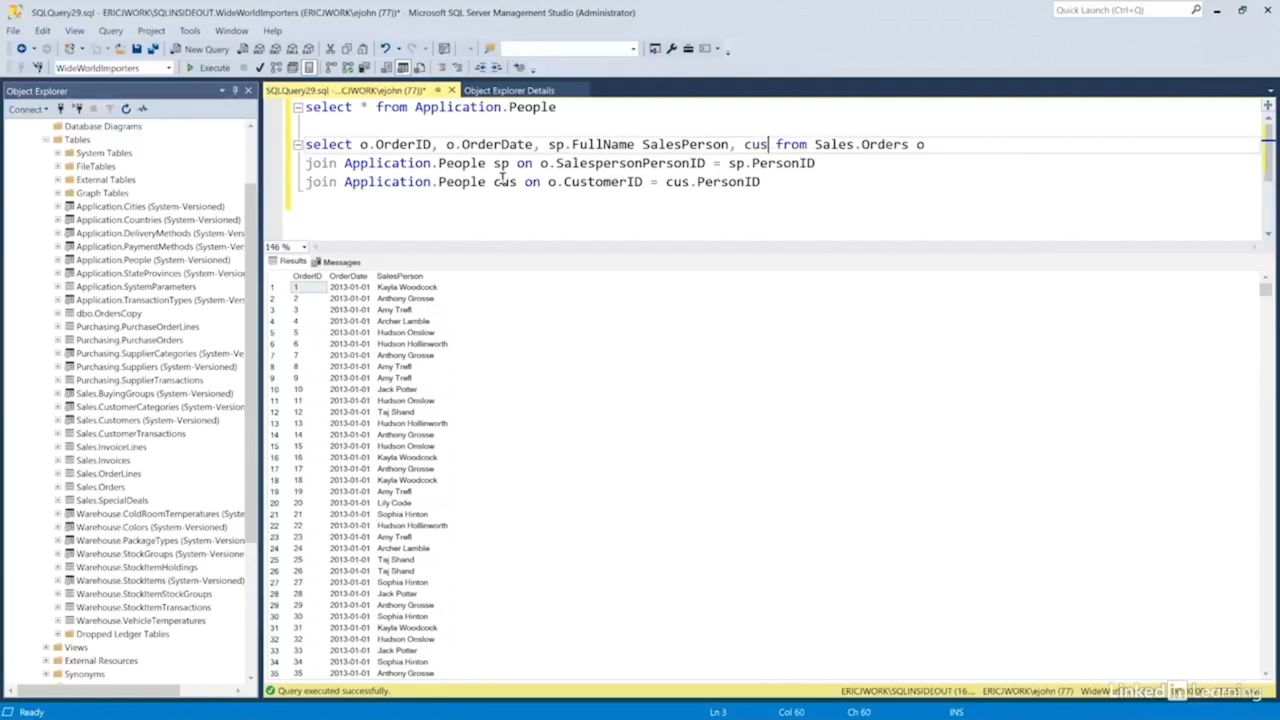 SQLQuery29.sql - ERICJWORK\SQLINSIDEOUT.WideWorldImporters (ERICJWORK\ejohn (77))* - Microsoft SQL Server Management Studio (Administrator)
Quick Launch (Ctrl+Q)
File Edit View Query Project Tools Window Help
New Query
WideWorldImporters Execute
Object Explorer
SQLQuery29.sql -...CJWORK\ejohn (77))* Object Explorer Details
Connect
select * from Application.People
select o.OrderID, o.OrderDate, sp.FullName SalesPerson, cus from Sales.Orders o
join Application.People sp on o.SalespersonPersonID = sp.PersonID
join Application.People cus on o.CustomerID = cus.PersonID
Database Diagrams
Tables
System Tables
FileTables
External Tables
Graph Tables
Application.Cities (System-Versioned)
Application.Countries (System-Versioned)
Application.DeliveryMethods (System-Ver
Application.PaymentMethods (System-Ver
Application.People (System-Versioned)
Application.StateProvinces (System-Versio
Application.SystemParameters
Application.TransactionTypes (System-Ver
dbo.OrdersCopy
Purchasing.PurchaseOrderLines
Purchasing.PurchaseOrders
Purchasing.SupplierCategories (System-Ve
Purchasing.Suppliers (System-Versioned)
Purchasing.SupplierTransactions
Sales.BuyingGroups (System-Versioned)
Sales.CustomerCategories (System-Version
Sales.Customers (System-Versioned)
Sales.CustomerTransactions
Sales.InvoiceLines
Sales.Invoices
Sales.OrderLines
Sales.Orders
Sales.SpecialDeals
Warehouse.ColdRoomTemperatures (Syste
Warehouse.Colors (System-Versioned)
Warehouse.PackageTypes (System-Version
Warehouse.StockGroups (System-Versione
Warehouse.StockItemHoldings
Warehouse.StockItems (System-Versioned)
Warehouse.StockItemStockGroups
Warehouse.StockItemTransactions
Warehouse.VehicleTemperatures
Dropped Ledger Tables
Views
External Resources
Synonyms
146 %
Results Messages
OrderID OrderDate SalesPerson
1 1 2013-01-01 Kayla Woodcock
2 2 2013-01-01 Anthony Grosse
3 3 2013-01-01 Amy Trefl
4 4 2013-01-01 Archer Lamble
5 5 2013-01-01 Hudson Onslow
6 6 2013-01-01 Hudson Hollinworth
7 7 2013-01-01 Anthony Grosse
8 8 2013-01-01 Amy Trefl
9 9 2013-01-01 Amy Trefl
10 10 2013-01-01 Jack Potter
11 11 2013-01-01 Hudson Onslow
12 12 2013-01-01 Taj Shand
13 13 2013-01-01 Hudson Hollinworth
14 14 2013-01-01 Anthony Grosse
15 15 2013-01-01 Hudson Onslow
16 16 2013-01-01 Kayla Woodcock
17 17 2013-01-01 Anthony Grosse
18 18 2013-01-01 Kayla Woodcock
19 19 2013-01-01 Amy Trefl
20 20 2013-01-01 Lily Code
21 21 2013-01-01 Sophia Hinton
22 22 2013-01-01 Hudson Hollinworth
23 23 2013-01-01 Amy Trefl
24 24 2013-01-01 Archer Lamble
25 25 2013-01-01 Taj Shand
26 26 2013-01-01 Taj Shand
27 27 2013-01-01 Sophia Hinton
28 28 2013-01-01 Jack Potter
29 29 2013-01-01 Anthony Grosse
30 30 2013-01-01 Sophia Hinton
31 31 2013-01-01 Kayla Woodcock
32 32 2013-01-01 Hudson Onslow
33 33 2013-01-01 Jack Potter
34 34 2013-01-01 Sophia Hinton
35 35 2013-01-01 Anthony Grosse
Query executed successfully. ERICJWORK\SQLINSIDEOUT (16.... ERICJWORK\ejohn (77)
Linked in Learning
Ready Ln 3 Col 60 Ch 60 INS